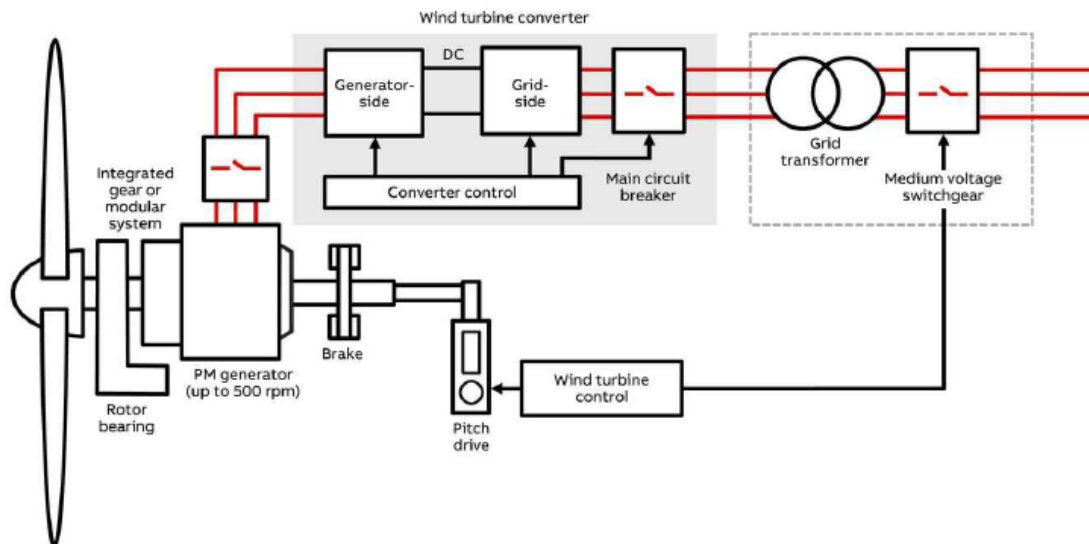 Wind turbine converter
DC
Generator-
side
Grid-
side
Converter control
Main circuit
breaker
Grid
transformer
Medium voltage
switchgear
Integrated
gear or
modular
system
Rotor
bearing
PM generator
(up to 500 rpm)
Brake
Pitch
drive
Wind turbine
control